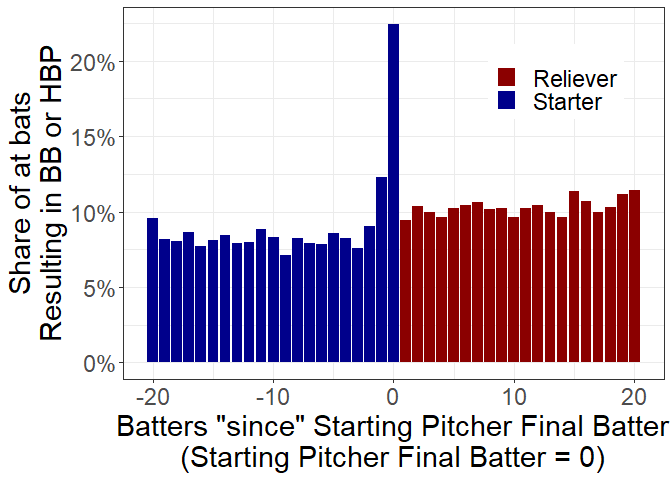 Share of at bats
Resulting in BB or HBP
20%
15%
10%
5%
0%
Reliever
Starter
-20 -10 0 10 20
Batters "since" Starting Pitcher Final Batter
(Starting Pitcher Final Batter = 0)